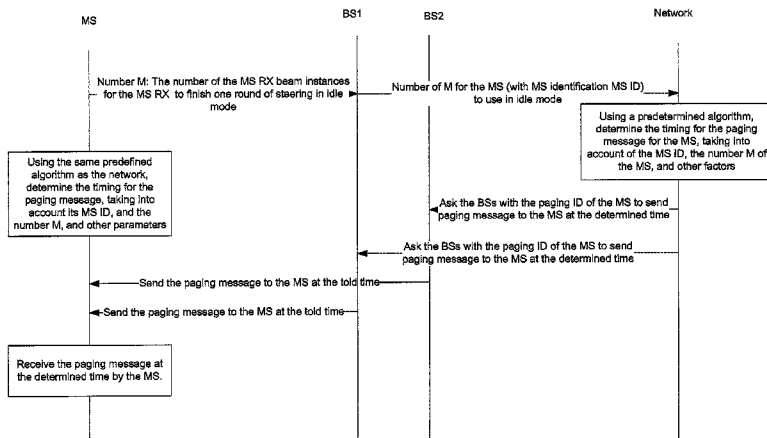 MS
BS1
BS2
Network
Number M: The number of the MS RX beam instances
for the MS RX to finish one round of steering in idle
mode
Number of M for the MS (with MS identification MS ID)
to use in idle mode
Using a predetermined algorithm,
determine the timing for the paging
message for the MS, taking into
account of the MS ID, the number M of
the MS, and other factors
Using the same predefined
algorithm as the network,
determine the timing for the
paging message, taking into
account its MS ID, and the
number M, and other parameters
Ask the BSs with the paging ID of the MS to send
paging message to the MS at the determined time
Ask the BSs with the paging ID of the MS to send
paging message to the MS at the determined time
Send the paging message to the MS at the told time
Send the paging message to the MS at the told time
Receive the paging message at
the determined time by the MS.